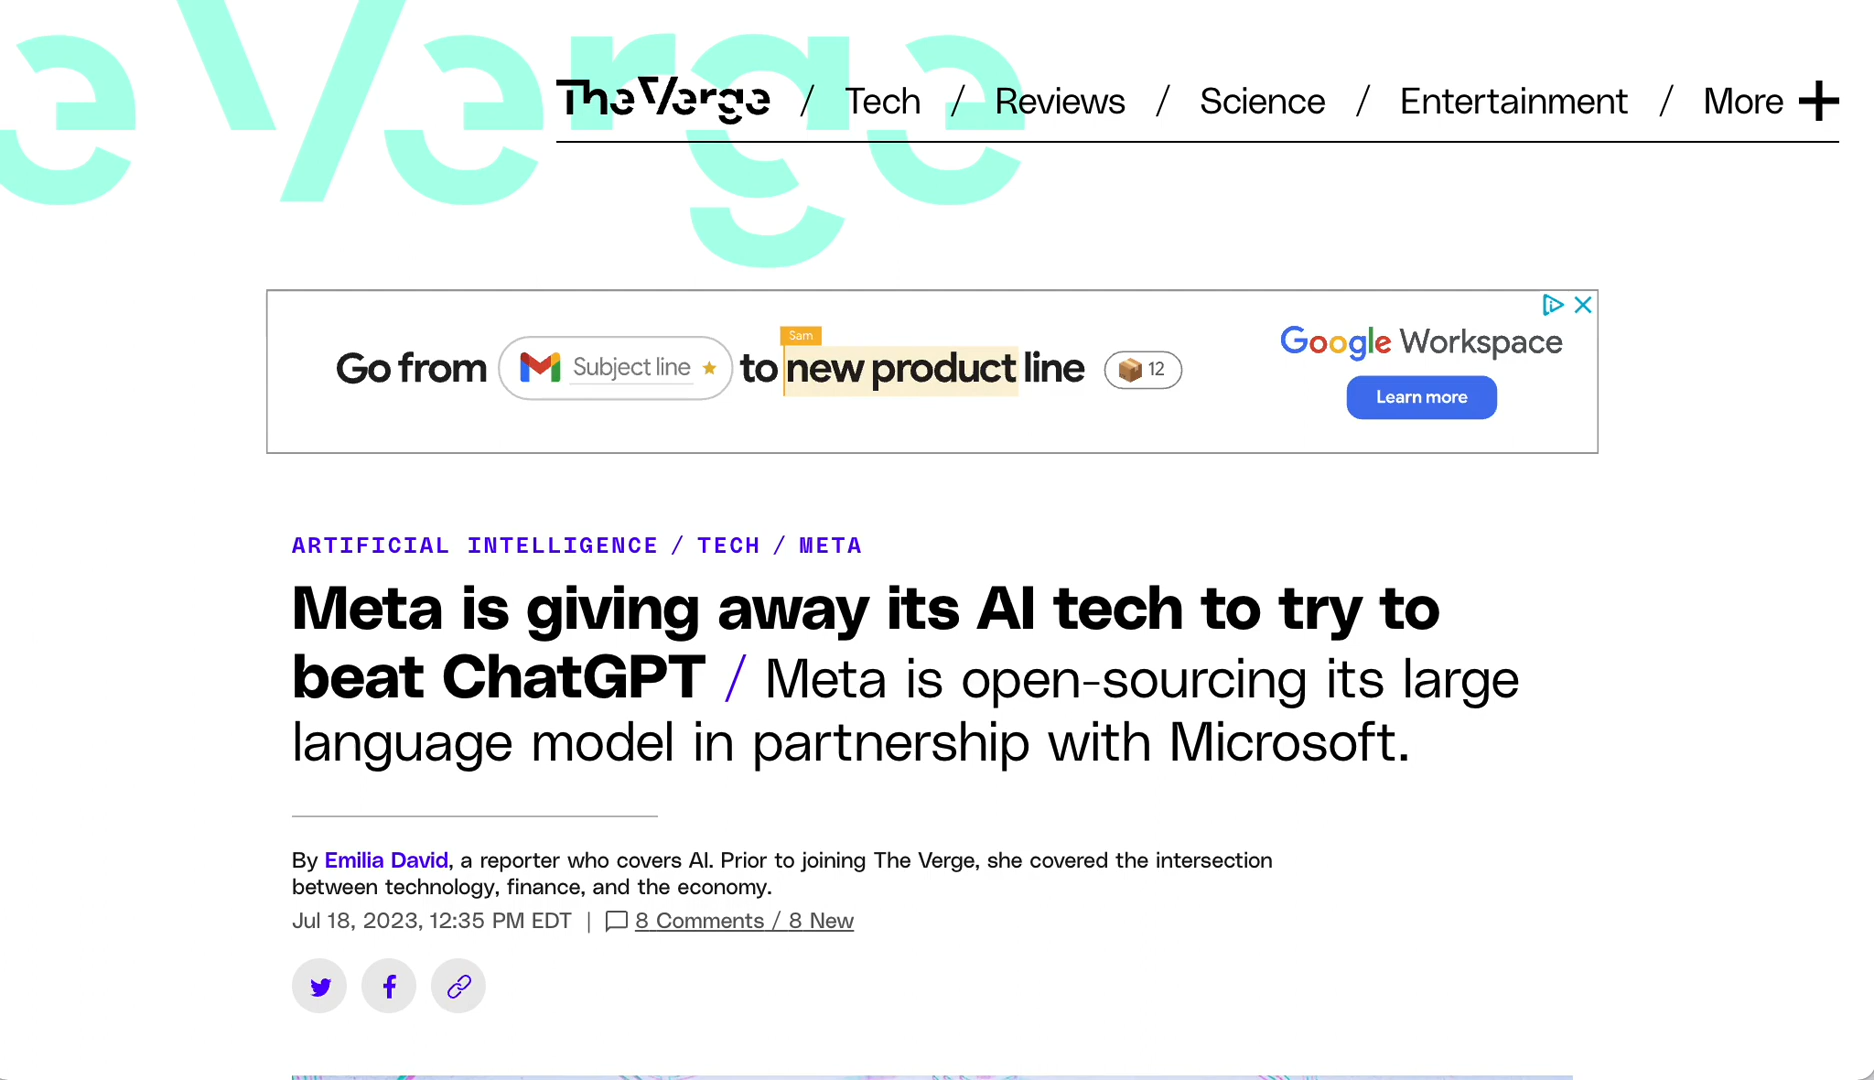 e Verge
The Verge / Tech / Reviews / Science / Entertainment / More
Go from Subject line to new product line 12
Sam
Google Workspace
Learn more
ARTIFICIAL INTELLIGENCE / TECH / META
Meta is giving away its AI tech to try to
beat ChatGPT / Meta is open-sourcing its large
language model in partnership with Microsoft.
By Emilia David, a reporter who covers AI. Prior to joining The Verge, she covered the intersection
between technology, finance, and the economy.
Jul 18, 2023, 12:35 PM EDT | 8 Comments / 8 New